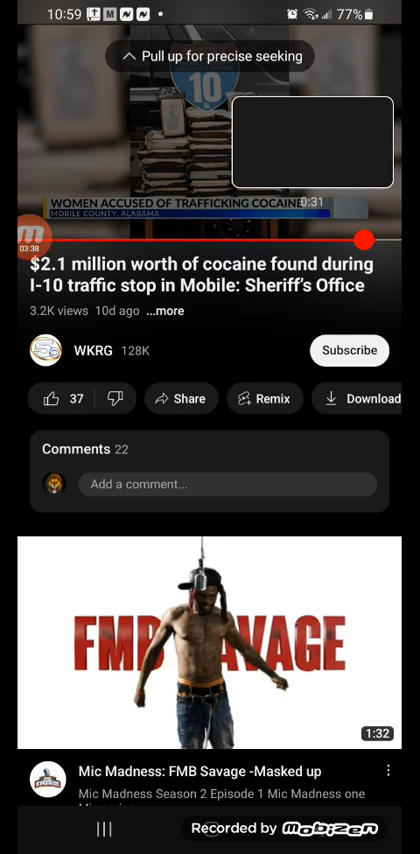 10:59
M
77%
Pull up for precise seeking
10
WOMEN ACCUSED OF TRAFFICKING COCAINE
0:31
MOBILE COUNTY, ALABAMA
03:38
$2.1 million worth of cocaine found during
I-10 traffic stop in Mobile: Sheriff's Office
3.2K views 10d ago ...more
WKRG 128K
Subscribe
37
Share
Remix
Download
Comments 22
Add a comment...
FMB SAVAGE
1:32
Mic Madness: FMB Savage -Masked up
Mic Madness Season 2 Episode 1 Mic Madness one
Recorded by mobizen